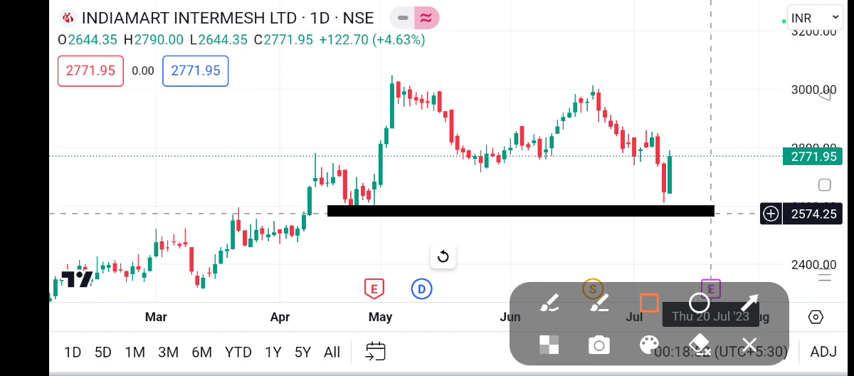 INDIAMART INTERMESH LTD · 1D · NSE
INR
O2644.35 H2790.00 L2644.35 C2771.95 +122.70 (+4.63%)
3200.00
2771.95 0.00 2771.95
3000.00
2771.95
2574.25
2400.00
E D S E
Mar Apr May Jun Jul Thu 20 Jul '23
1D 5D 1M 3M 6M YTD 1Y 5Y All (UTC+5:30) ADJ